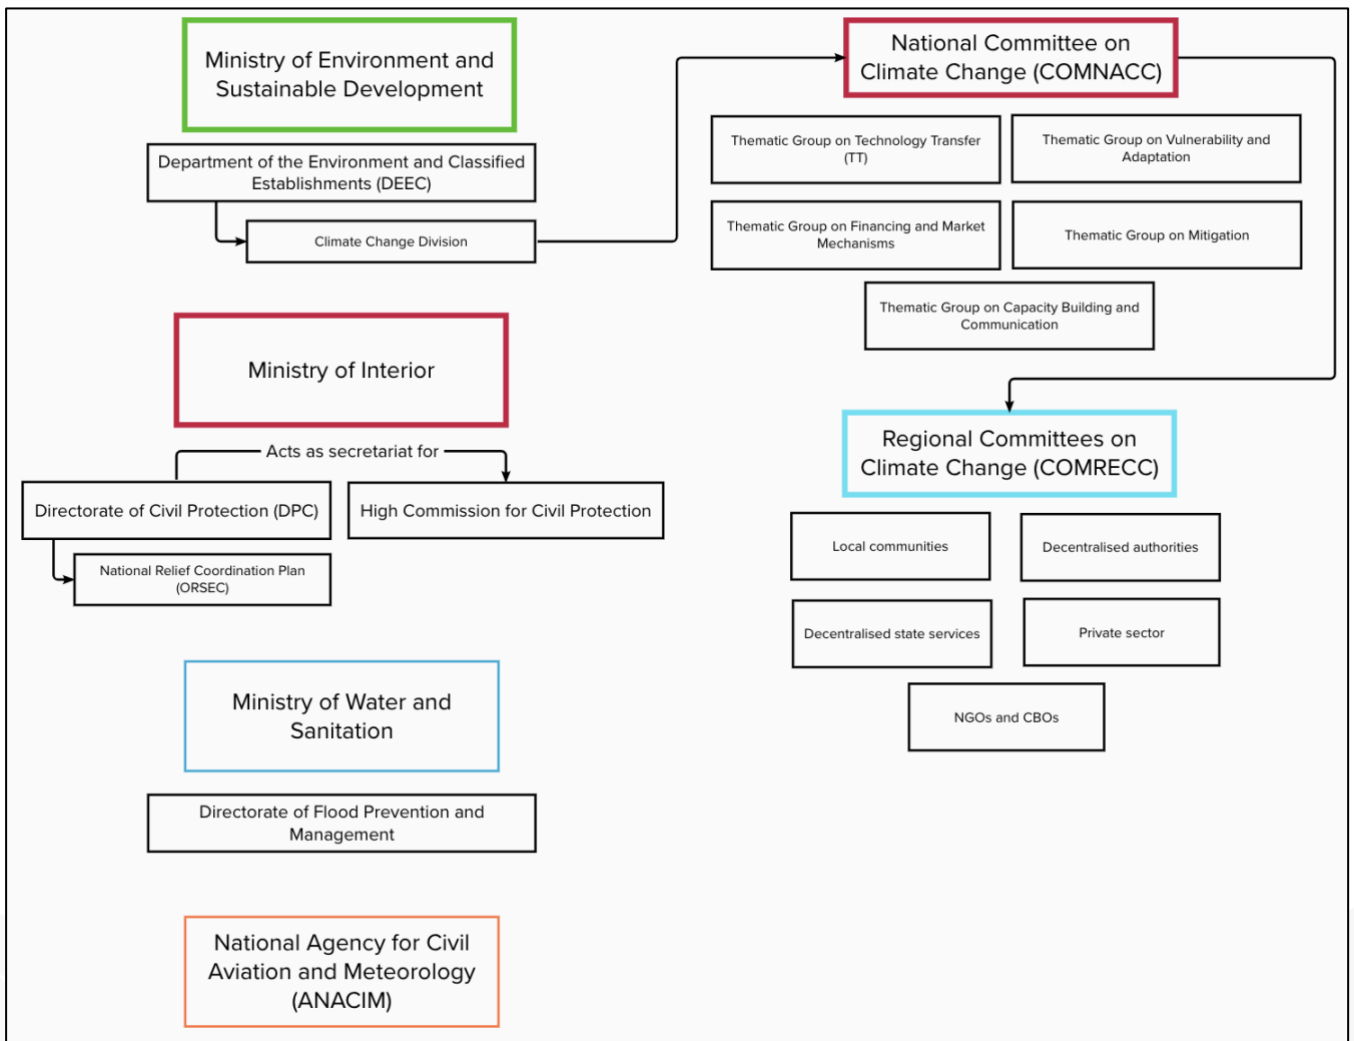 Ministry of Environment and
Sustainable Development
Department of the Environment and Classified
Establishments (DEEC)
Climate Change Division
Ministry of Interior
Acts as secretariat for
Directorate of Civil Protection (DPC)
High Commission for Civil Protection
National Relief Coordination Plan
(ORSEC)
Ministry of Water and
Sanitation
Directorate of Flood Prevention and
Management
National Agency for Civil
Aviation and Meteorology
(ANACIM)
National Committee on
Climate Change (COMNACC)
Thematic Group on Technology Transfer
(TT)
Thematic Group on Vulnerability and
Adaptation
Thematic Group on Financing and Market
Mechanisms
Thematic Group on Mitigation
Thematic Group on Capacity Building and
Communication
Regional Committees on
Climate Change (COMRECC)
Local communities
Decentralised authorities
Decentralised state services
Private sector
NGOs and CBOs